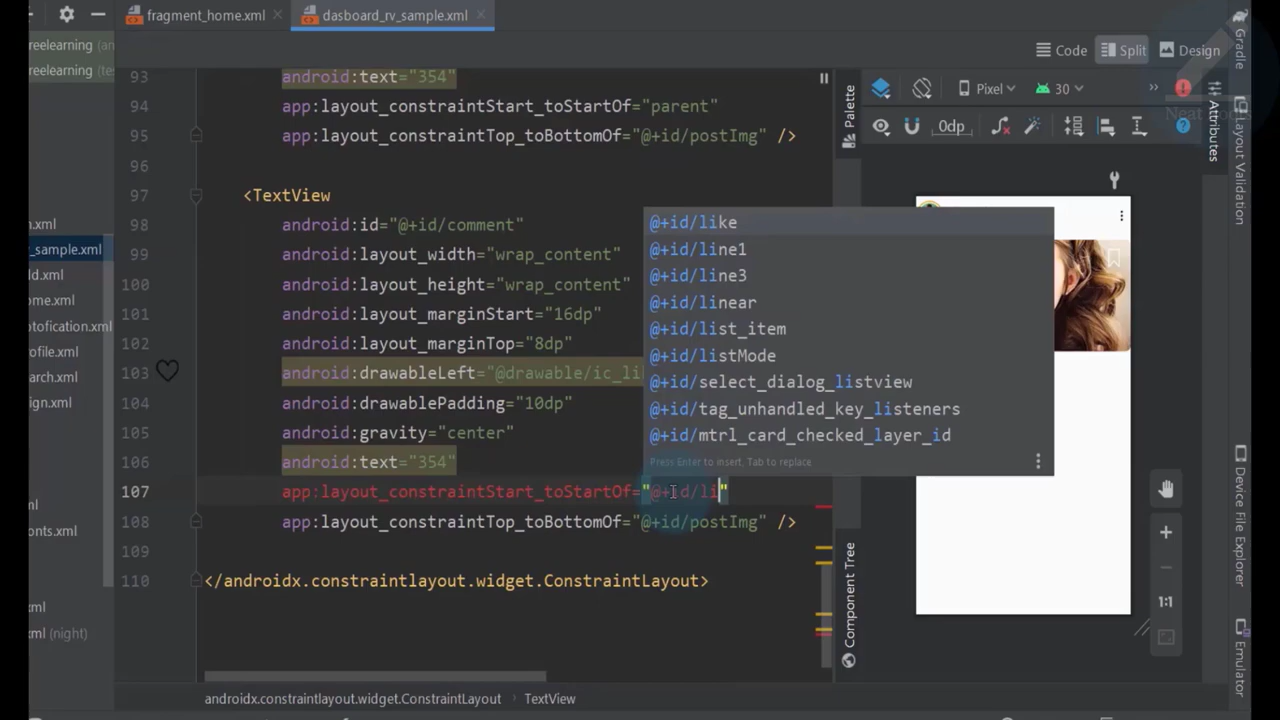 fragment_home.xml
dasboard_rv_sample.xml
reelearning (an
reelearning (tes
Code
Split
Design
Gradle
93 android:text="354"
94 app:layout_constraintStart_toStartOf="parent"
95 app:layout_constraintTop_toBottomOf="@+id/postImg" />
96
97 <TextView
98 android:id="@+id/comment"
99 android:layout_width="wrap_content"
100 android:layout_height="wrap_content"
101 android:layout_marginStart="16dp"
102 android:layout_marginTop="8dp"
103 android:drawableLeft="@drawable/ic_li
104 android:drawablePadding="10dp"
105 android:gravity="center"
106 android:text="354"
107 app:layout_constraintStart_toStartOf="@+id/li"
108 app:layout_constraintTop_toBottomOf="@+id/postImg" />
109
110 </androidx.constraintlayout.widget.ConstraintLayout>
@+id/like
@+id/line1
@+id/line3
@+id/linear
@+id/list_item
@+id/listMode
@+id/select_dialog_listview
@+id/tag_unhandled_key_listeners
@+id/mtrl_card_checked_layer_id
Press Enter to insert, Tab to replace
xml
v_sample.xml
ld.xml
ome.xml
otofication.xml
rofile.xml
arch.xml
ign.xml
xml
onts.xml
ml
ml (night)
Palette
Pixel
30
0dp
Attributes
Layout Validation
Component Tree
1:1
Device File Explorer
Emulator
androidx.constraintlayout.widget.ConstraintLayout
TextView